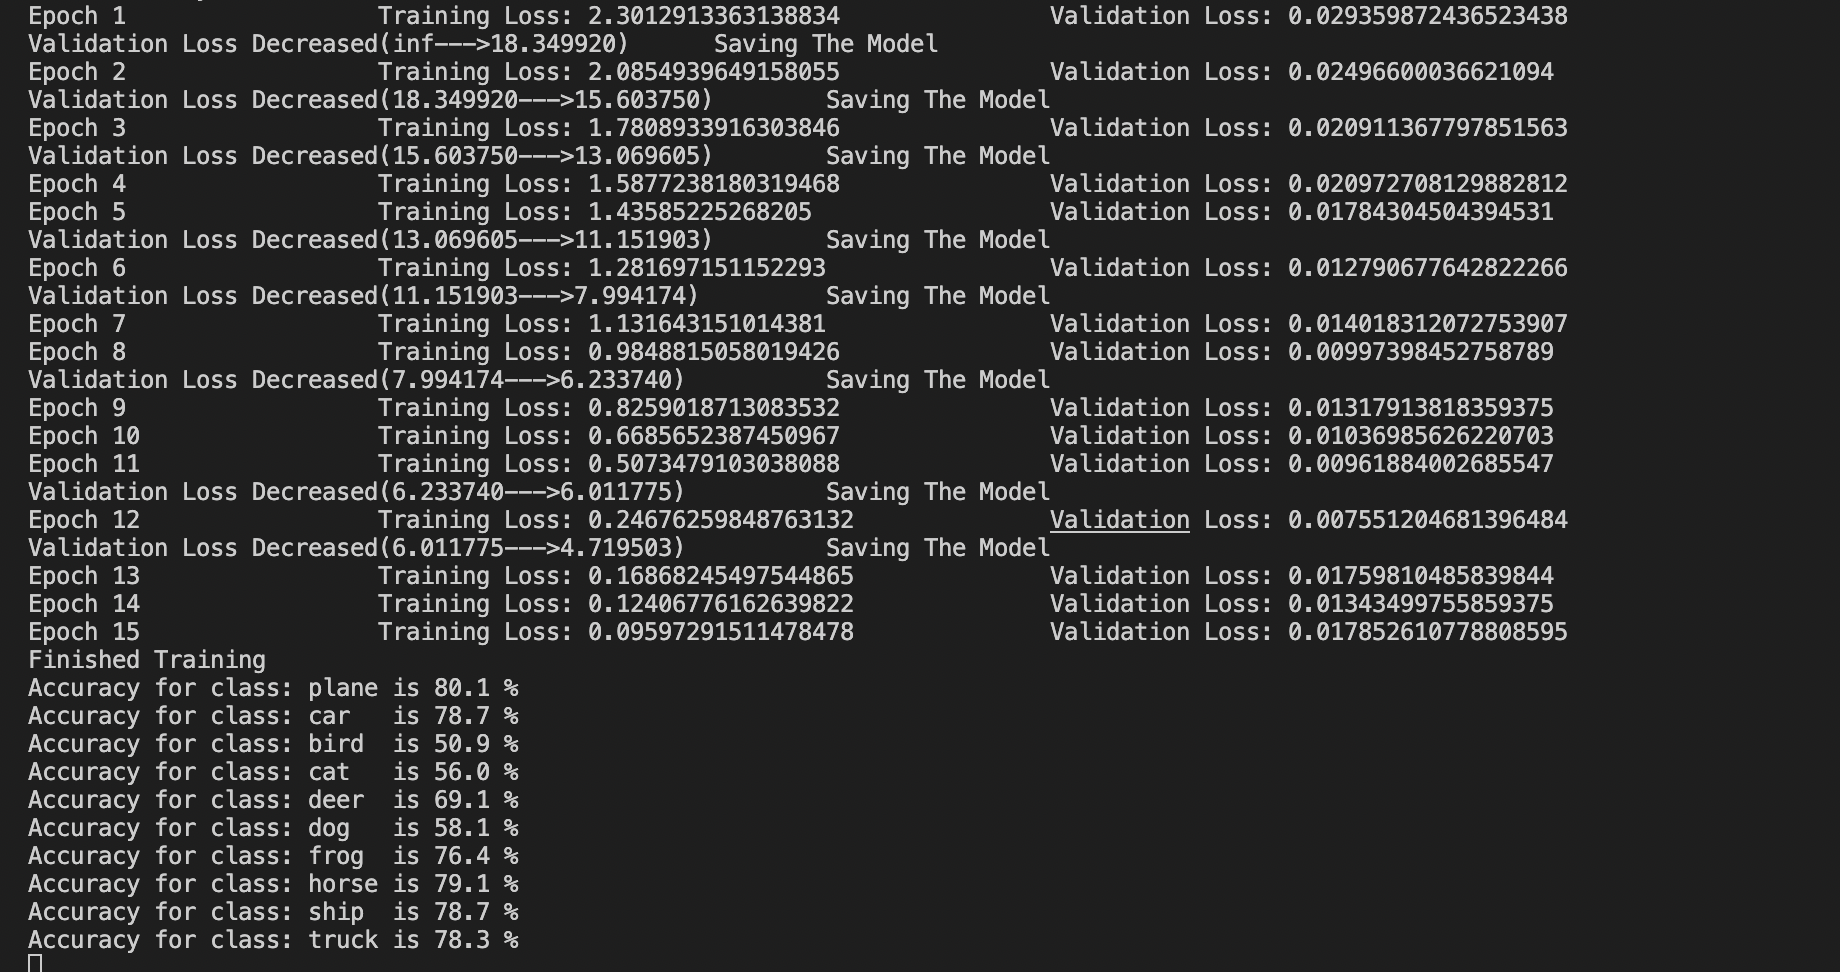 Epoch 1 Training Loss: 2.3012913363138834 Validation Loss: 0.029359872436523438
Validation Loss Decreased(inf--->18.349920) Saving The Model
Epoch 2 Training Loss: 2.0854939649158055 Validation Loss: 0.02496600036621094
Validation Loss Decreased(18.349920--->15.603750) Saving The Model
Epoch 3 Training Loss: 1.7808933916303846 Validation Loss: 0.020911367797851563
Validation Loss Decreased(15.603750--->13.069605) Saving The Model
Epoch 4 Training Loss: 1.5877238180319468 Validation Loss: 0.020972708129882812
Epoch 5 Training Loss: 1.43585225268205 Validation Loss: 0.01784304504394531
Validation Loss Decreased(13.069605--->11.151903) Saving The Model
Epoch 6 Training Loss: 1.281697151152293 Validation Loss: 0.012790677642822266
Validation Loss Decreased(11.151903--->7.994174) Saving The Model
Epoch 7 Training Loss: 1.131643151014381 Validation Loss: 0.014018312072753907
Epoch 8 Training Loss: 0.9848815058019426 Validation Loss: 0.00997398452758789
Validation Loss Decreased(7.994174--->6.233740) Saving The Model
Epoch 9 Training Loss: 0.8259018713083532 Validation Loss: 0.01317913818359375
Epoch 10 Training Loss: 0.6685652387450967 Validation Loss: 0.01036985626220703
Epoch 11 Training Loss: 0.5073479103038088 Validation Loss: 0.009618840026855547
Validation Loss Decreased(6.233740--->6.011775) Saving The Model
Epoch 12 Training Loss: 0.24676259848763132 Validation Loss: 0.007551204681396484
Validation Loss Decreased(6.011775--->4.719503) Saving The Model
Epoch 13 Training Loss: 0.16868245497544865 Validation Loss: 0.01759810485839844
Epoch 14 Training Loss: 0.12406776162639822 Validation Loss: 0.01343499755859375
Epoch 15 Training Loss: 0.09597291511478478 Validation Loss: 0.017852610778808595
Finished Training
Accuracy for class: plane is 80.1 %
Accuracy for class: car is 78.7 %
Accuracy for class: bird is 50.9 %
Accuracy for class: cat is 56.0 %
Accuracy for class: deer is 69.1 %
Accuracy for class: dog is 58.1 %
Accuracy for class: frog is 76.4 %
Accuracy for class: horse is 79.1 %
Accuracy for class: ship is 78.7 %
Accuracy for class: truck is 78.3 %